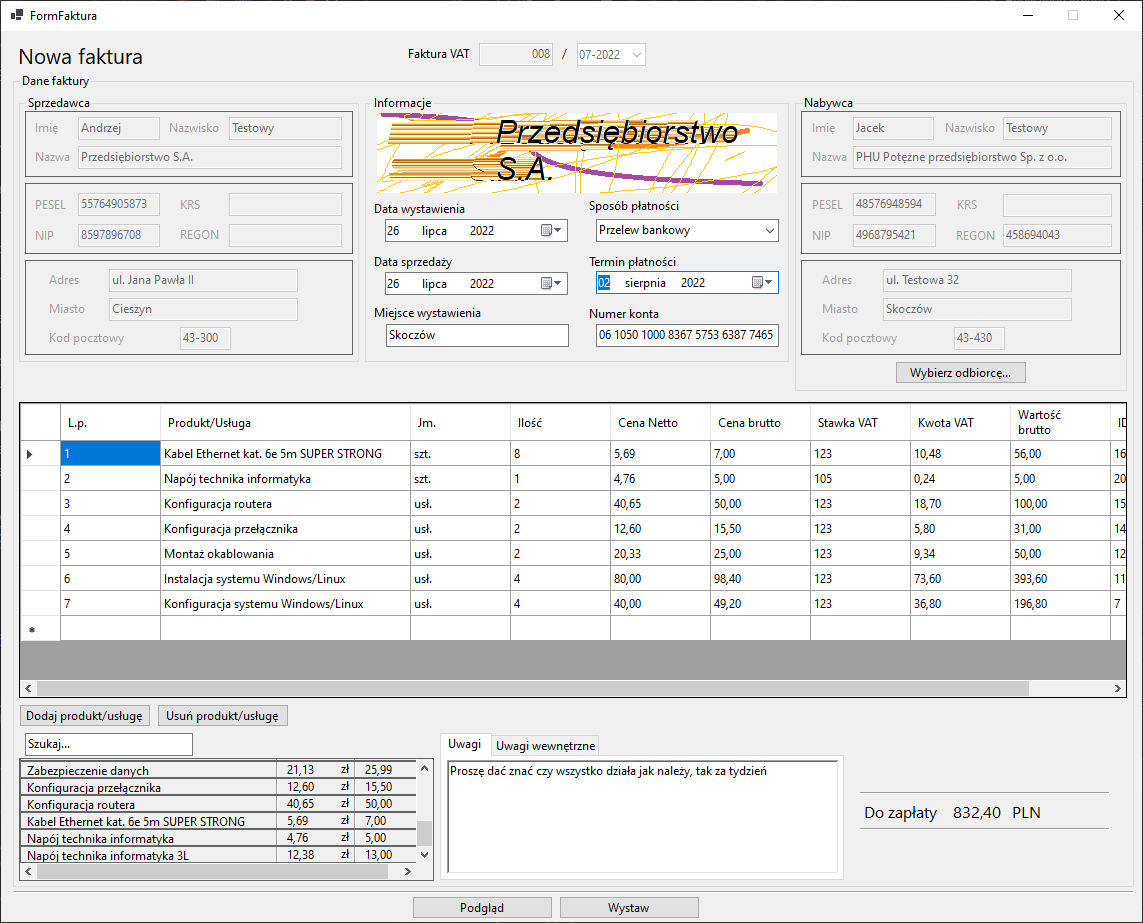 FormFaktura
Nowa faktura
Faktura VAT 008 / 07-2022
Dane faktury
Sprzedawca
Imię Andrzej Nazwisko Testowy
Nazwa Przedsiębiorstwo S.A.
PESEL 55764905873 KRS
NIP 8597896708 REGON
Adres ul. Jana Pawła II
Miasto Cieszyn
Kod pocztowy 43-300
Informacje
Przedsiębiorstwo
S.A.
Data wystawienia
26 lipca 2022
Data sprzedaży
26 lipca 2022
Miejsce wystawienia
Skoczów
Sposób płatności
Przelew bankowy
Termin płatności
02 sierpnia 2022
Numer konta
06 1050 1000 8367 5753 6387 7465
Nabywca
Imię Jacek Nazwisko Testowy
Nazwa PHU Potężne przedsiębiorstwo Sp. z o.o.
PESEL 48576948594 KRS
NIP 4968795421 REGON 458694043
Adres ul. Testowa 32
Miasto Skoczów
Kod pocztowy 43-430
Wybierz odbiorcę...
L.p. Produkt/Usługa Jm. Ilość Cena Netto Cena brutto Stawka VAT Kwota VAT Wartość brutto ID
1 Kabel Ethernet kat. 6e 5m SUPER STRONG szt. 8 5,69 7,00 123 10,48 56,00 16
2 Napój technika informatyka szt. 1 4,76 5,00 105 0,24 5,00 20
3 Konfiguracja routera usł. 2 40,65 50,00 123 18,70 100,00 15
4 Konfiguracja przełącznika usł. 2 12,60 15,50 123 5,80 31,00 14
5 Montaż okablowania usł. 2 20,33 25,00 123 9,34 50,00 12
6 Instalacja systemu Windows/Linux usł. 4 80,00 98,40 123 73,60 393,60 11
7 Konfiguracja systemu Windows/Linux usł. 4 40,00 49,20 123 36,80 196,80 7
Dodaj produkt/usługę Usuń produkt/usługę
Szukaj...
Zabezpieczenie danych 21,13 zł 25,99
Konfiguracja przełącznika 12,60 zł 15,50
Konfiguracja routera 40,65 zł 50,00
Kabel Ethernet kat. 6e 5m SUPER STRONG 5,69 zł 7,00
Napój technika informatyka 4,76 zł 5,00
Napój technika informatyka 3L 12,38 zł 13,00
Uwagi Uwagi wewnętrzne
Proszę dać znać czy wszystko działa jak należy, tak za tydzień
Do zapłaty 832,40 PLN
Podgląd Wystaw